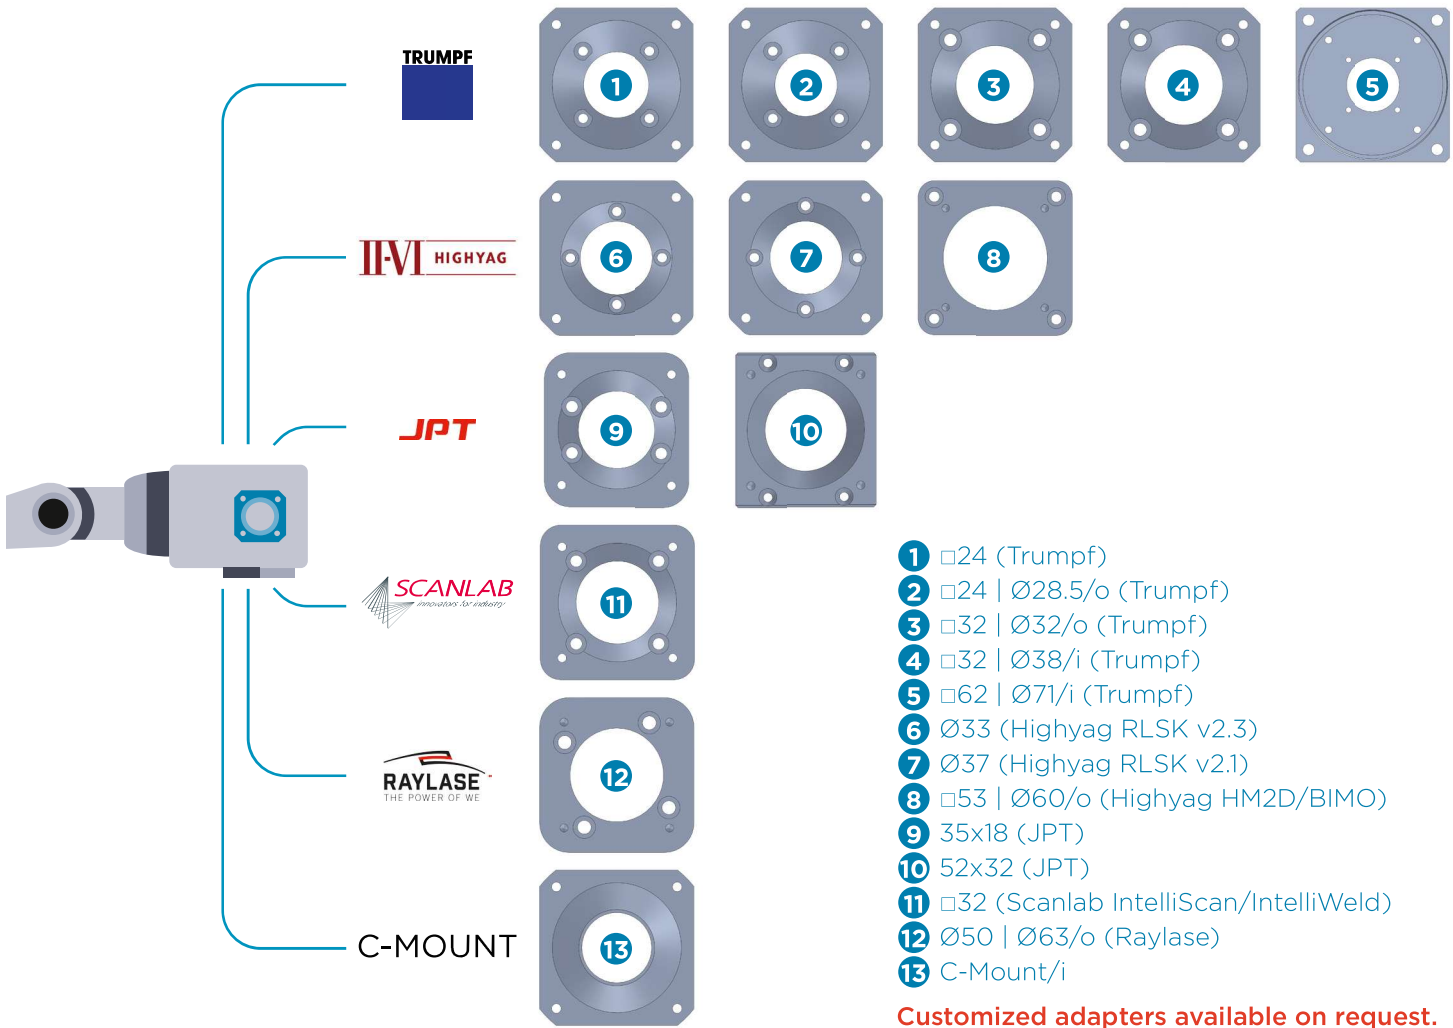 TRUMPF
1
2
3
4
5
II-VI HIGHYAG
6
7
8
JPT
9
10
SCANLAB
innovators for industry
11
RAYLASE
THE POWER OF WE
12
C-MOUNT
13
1 □24 (Trumpf)
2 □24 | Ø28.5/o (Trumpf)
3 □32 | Ø32/o (Trumpf)
4 □32 | Ø38/i (Trumpf)
5 □62 | Ø71/i (Trumpf)
6 Ø33 (Highyag RLSK v2.3)
7 Ø37 (Highyag RLSK v2.1)
8 □53 | Ø60/o (Highyag HM2D/BIMO)
9 35x18 (JPT)
10 52x32 (JPT)
11 □32 (Scanlab IntelliScan/IntelliWeld)
12 Ø50 | Ø63/o (Raylase)
13 C-Mount/i
Customized adapters available on request.